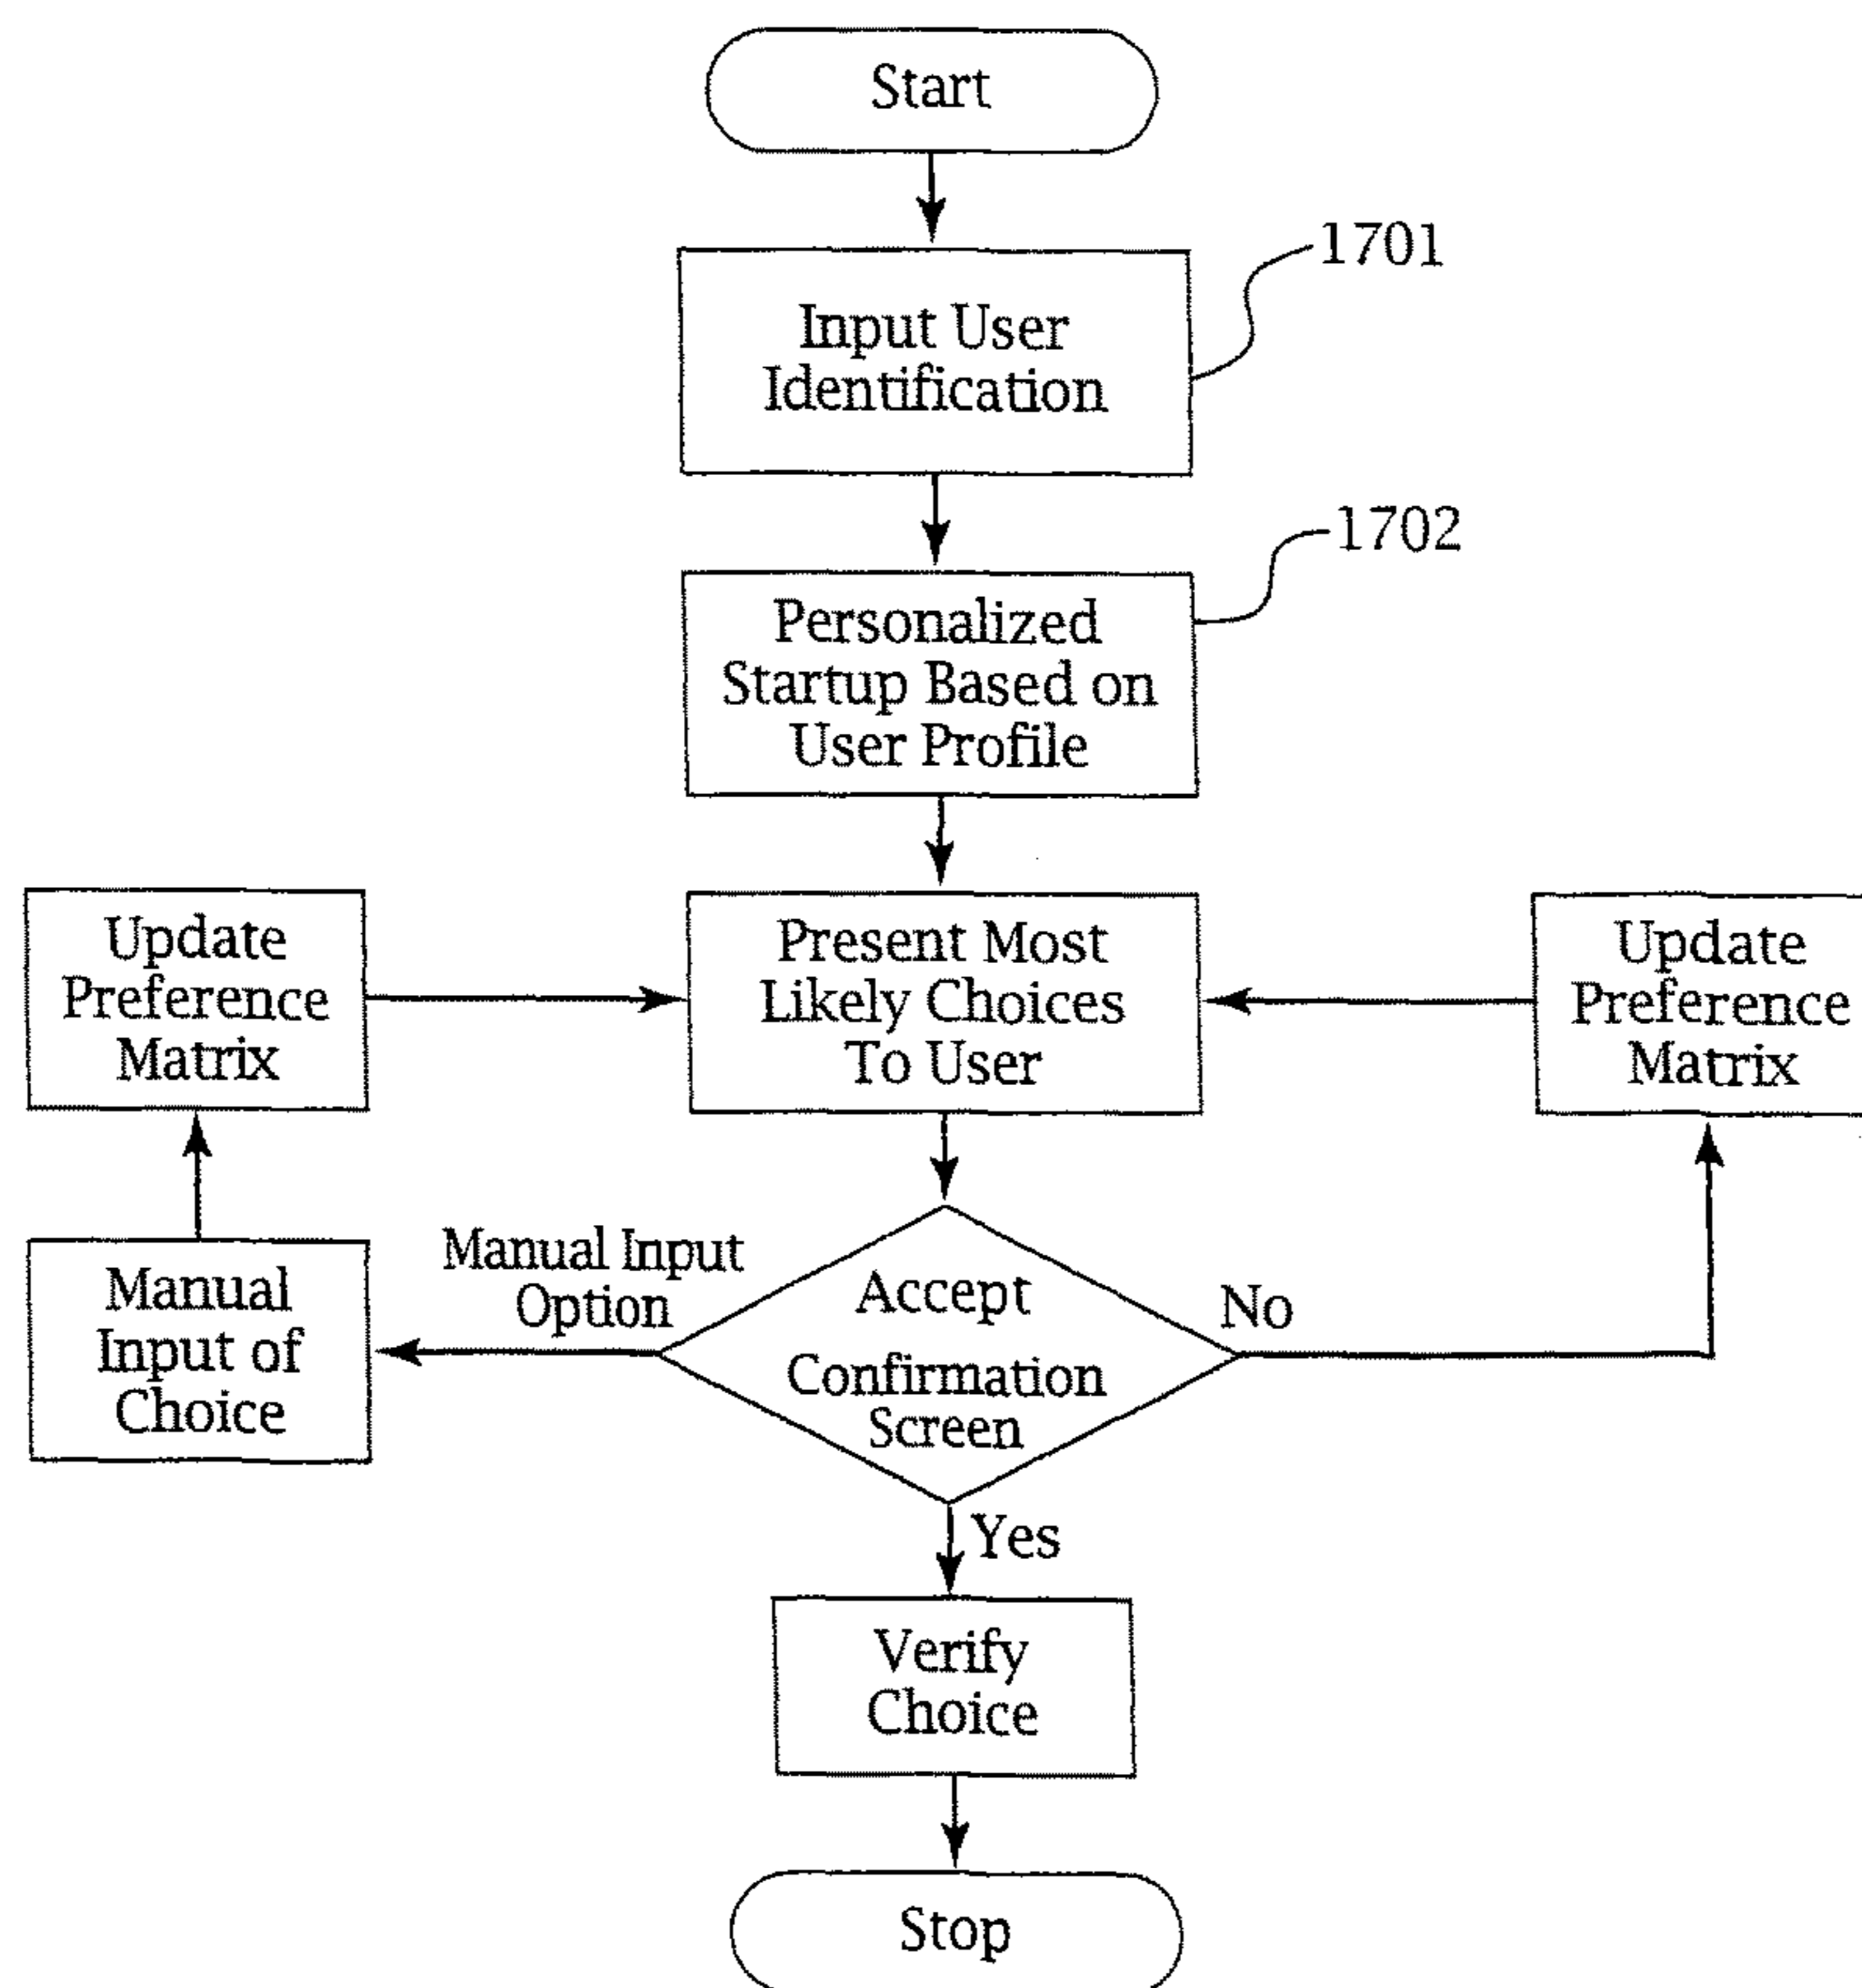 Start
1701
Input User
Identification
1702
Personalized
Startup Based on
User Profile
Update
Preference
Matrix
Present Most
Likely Choices
To User
Update
Preference
Matrix
Manual
Input of
Choice
Manual Input
Option
Accept
Confirmation
Screen
No
Yes
Verify
Choice
Stop